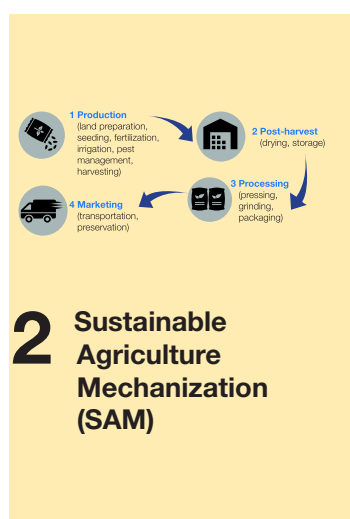 1 Production
(land preparation,
seeding, fertilization,
irrigation, pest
management,
harvesting)
2 Post-harvest
(drying, storage)
3 Processing
(pressing,
grinding,
packaging)
4 Marketing
(transportation,
preservation)
2 Sustainable
Agriculture
Mechanization
(SAM)